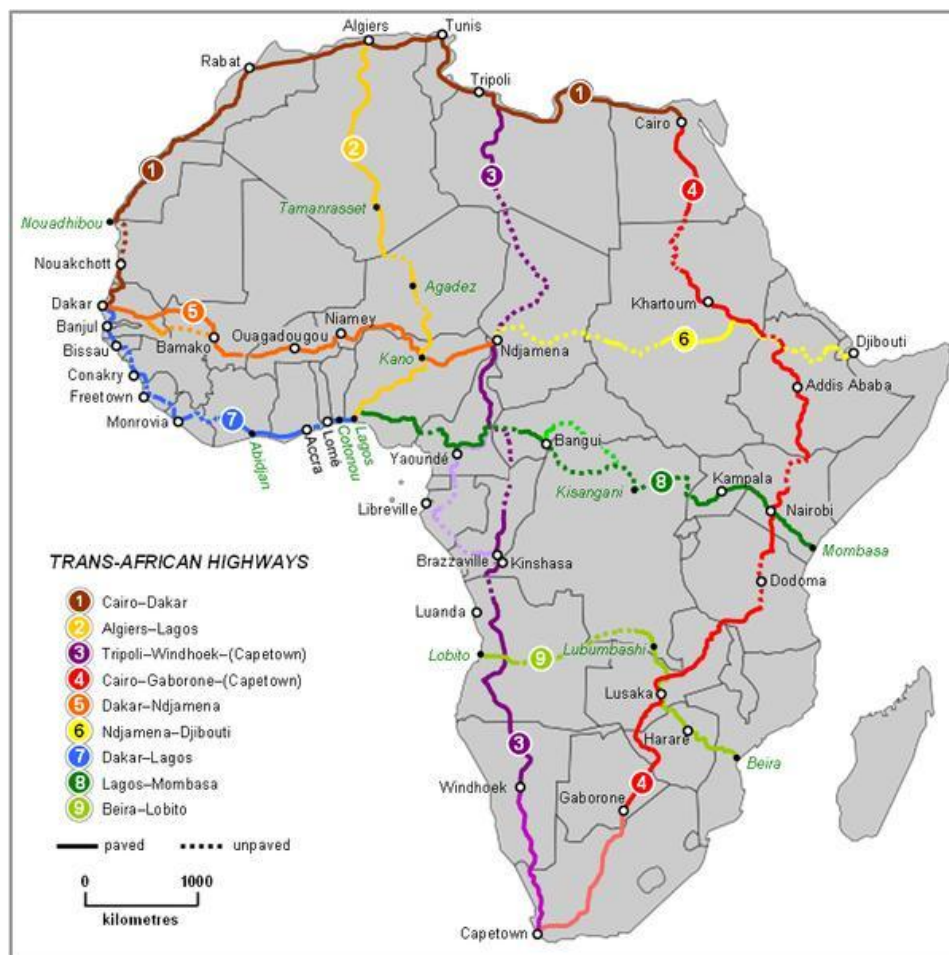 Algiers
Tunis
Rabat
Tripoli
1
Cairo
2
1
3
4
Tamanrasset
Nouadhibou
Nouakchott
Agadez
Dakar
5
Khartoum
Banjul
Niamey
Ouagadougou
6
Djibouti
Bissau
Bamako
Kano
Ndjamena
Conakry
Addis Ababa
Freetown
Monrovia
7
Abidjan
Accra
Lomé
Cotonou
Lagos
Yaoundé
Bangui
8
Kampala
Kisangani
Libreville
Nairobi
Mombasa
Brazzaville
Kinshasa
Dodoma
Luanda
Lobito
9
Lubumbashi
Lusaka
Harare
Beira
3
4
Windhoek
Gaborone
Capetown
TRANS-AFRICAN HIGHWAYS
1 Cairo–Dakar
2 Algiers–Lagos
3 Tripoli–Windhoek–(Capetown)
4 Cairo–Gaborone–(Capetown)
5 Dakar–Ndjamena
6 Ndjamena–Djibouti
7 Dakar–Lagos
8 Lagos–Mombasa
9 Beira–Lobito
paved unpaved
0 1000
kilometres